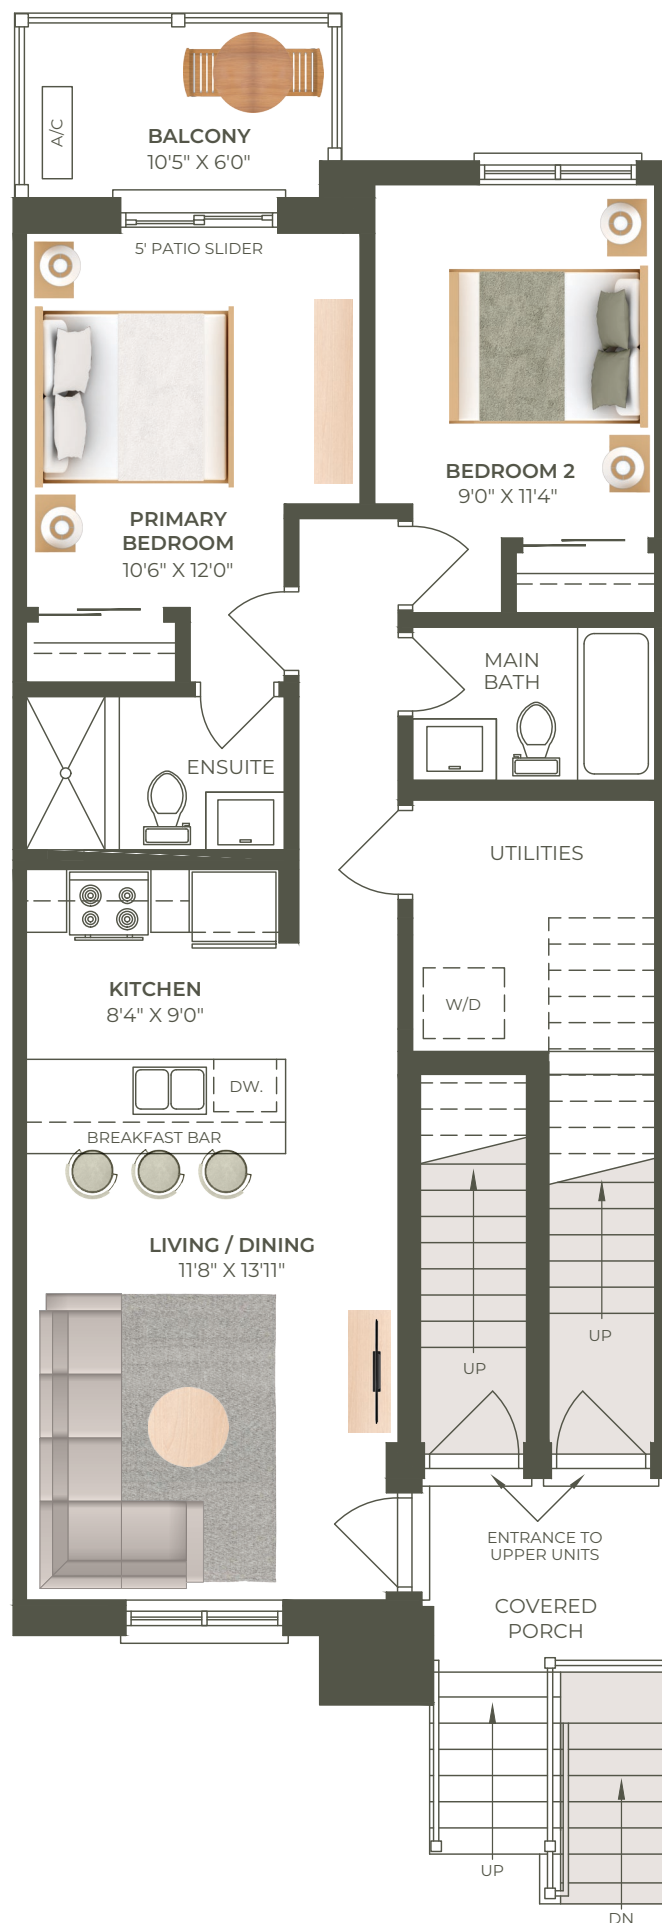 A/C
BALCONY
10'5" X 6'0"
5' PATIO SLIDER
BEDROOM 2
9'0" X 11'4"
PRIMARY
BEDROOM
10'6" X 12'0"
MAIN
BATH
ENSUITE
UTILITIES
KITCHEN
8'4" X 9'0"
W/D
DW.
BREAKFAST BAR
LIVING / DINING
11'8" X 13'11"
UP
UP
ENTRANCE TO
UPPER UNITS
COVERED
PORCH
UP
DN